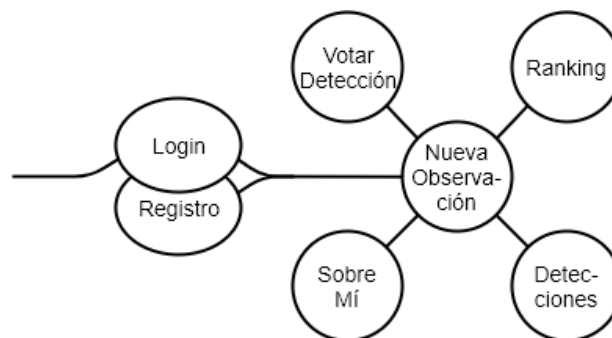 Votar
Detección
Ranking
Login
Registro
Nueva
Observa-
ción
Sobre
Mí
Detec-
ciones